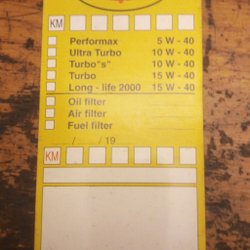 KM
Performax 5 W - 40
Ultra Turbo 10 W - 40
Turbo"s" 10 W - 40
Turbo 15 W - 40
Long - life 2000 15 W - 40
Oil filter
Air filter
Fuel filter
...... / ...... / 19
KM